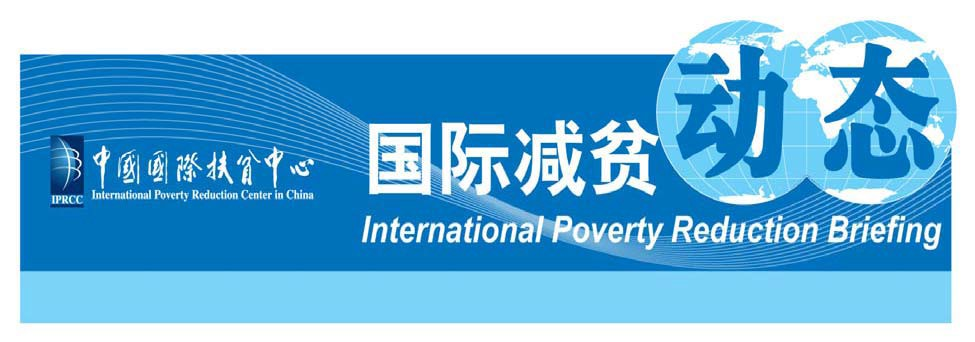 中國國際扶貧中心
IPRCC International Poverty Reduction Center in China
国际减贫动态
International Poverty Reduction Briefing